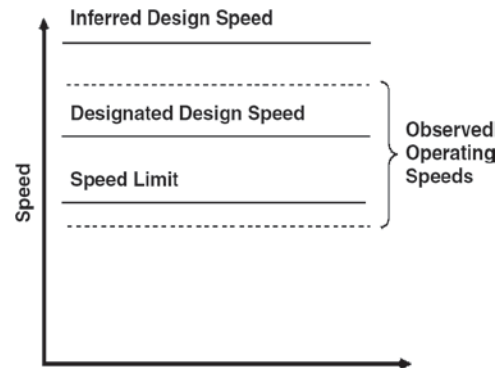 Inferred Design Speed
Designated Design Speed
Observed
Operating
Speeds
Speed Limit
Speed